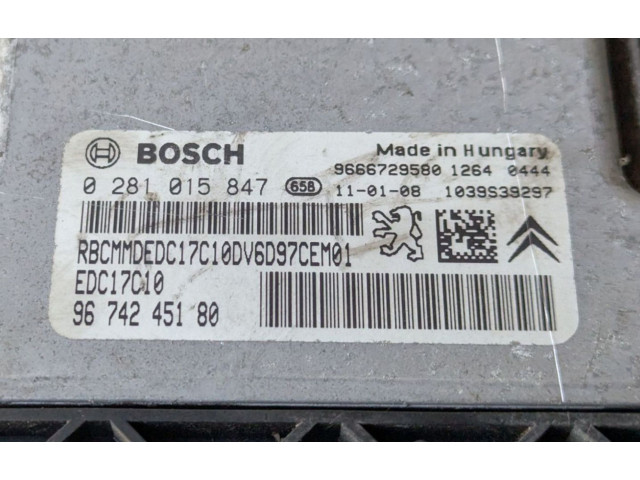 BOSCH
Made in Hungary
9666729580 1264 0444
0 281 015 847 65B 11-01-08 1039S39297
RBCMMDEDC17C10DV6D97CEM01
EDC17C10
96 742 451 80